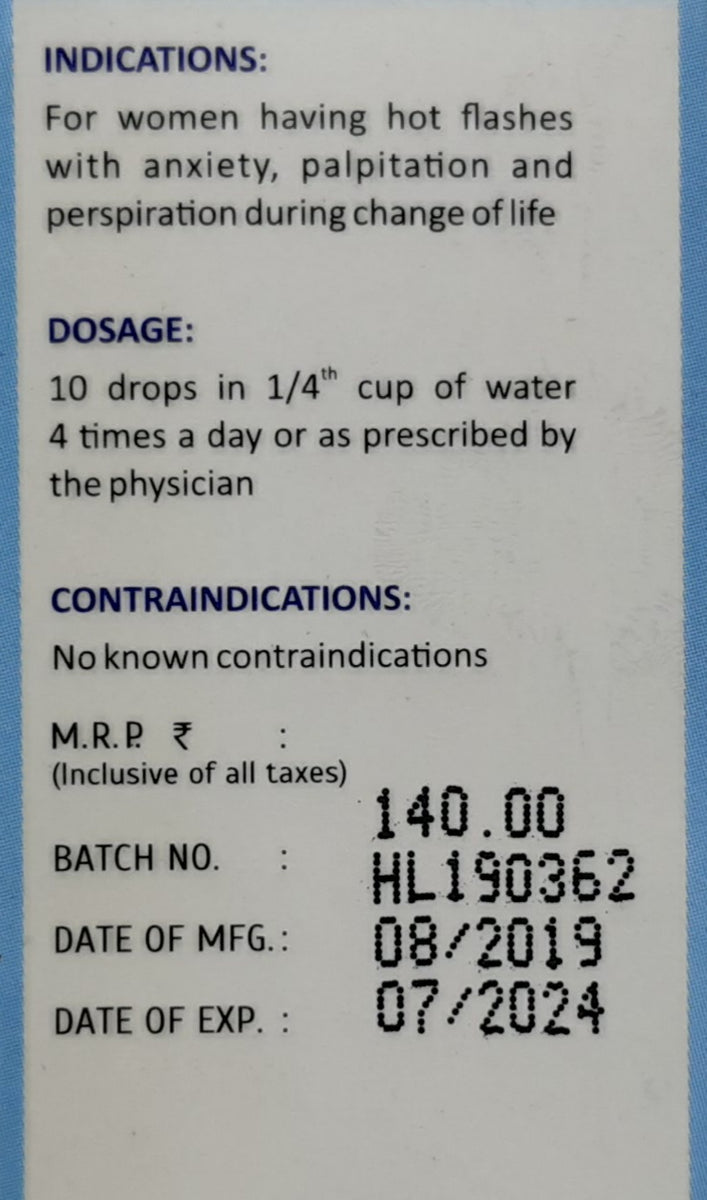 INDICATIONS:
For women having hot flashes
with anxiety, palpitation and
perspiration during change of life
DOSAGE:
10 drops in 1/4th cup of water
4 times a day or as prescribed by
the physician
CONTRAINDICATIONS:
No known contraindications
M.R.P. ₹ :
(Inclusive of all taxes)
140.00
BATCH NO. : HL190362
DATE OF MFG. : 08/2019
DATE OF EXP. : 07/2024